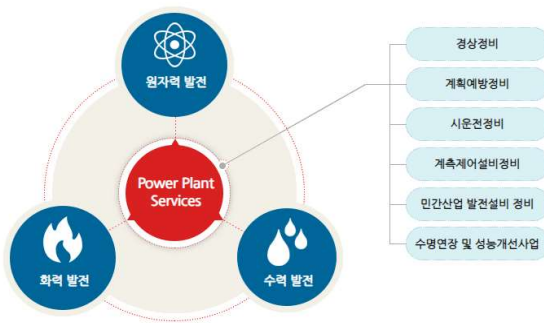 원자력 발전
Power Plant
Services
화력 발전
수력 발전
경상정비
계획예방정비
시운전정비
계측제어설비정비
민간산업 발전설비 정비
수명연장 및 성능개선사업